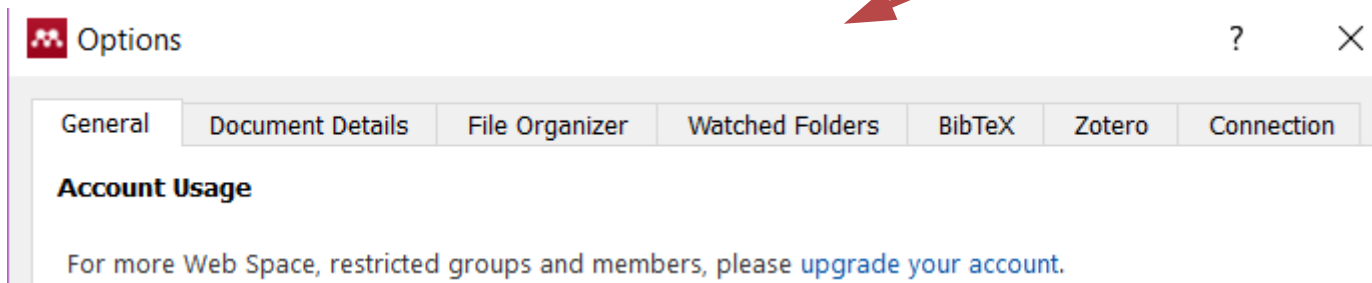 Options ?
General Document Details File Organizer Watched Folders BibTeX Zotero Connection
Account Usage
For more Web Space, restricted groups and members, please upgrade your account.